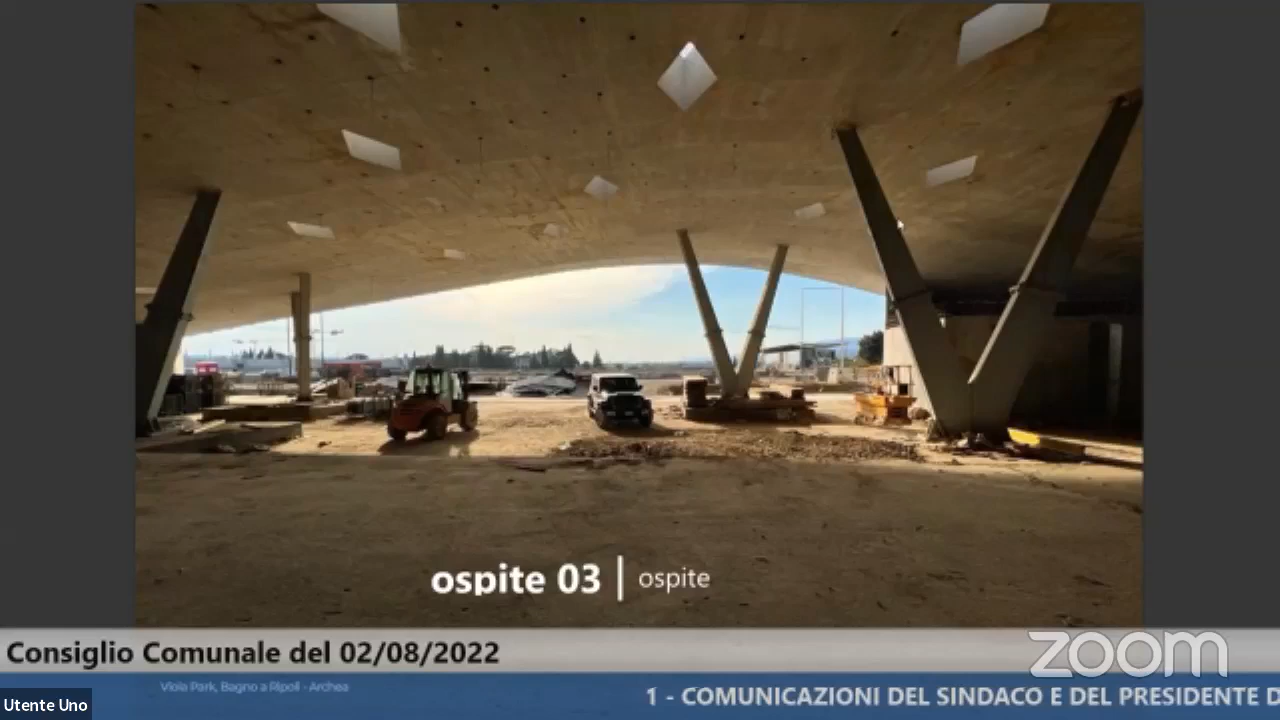 ospite 03 | ospite
Consiglio Comunale del 02/08/2022
zoom
Viola Park, Bagno a Ripoli - Archea
1 - COMUNICAZIONI DEL SINDACO E DEL PRESIDENTE D
Utente Uno